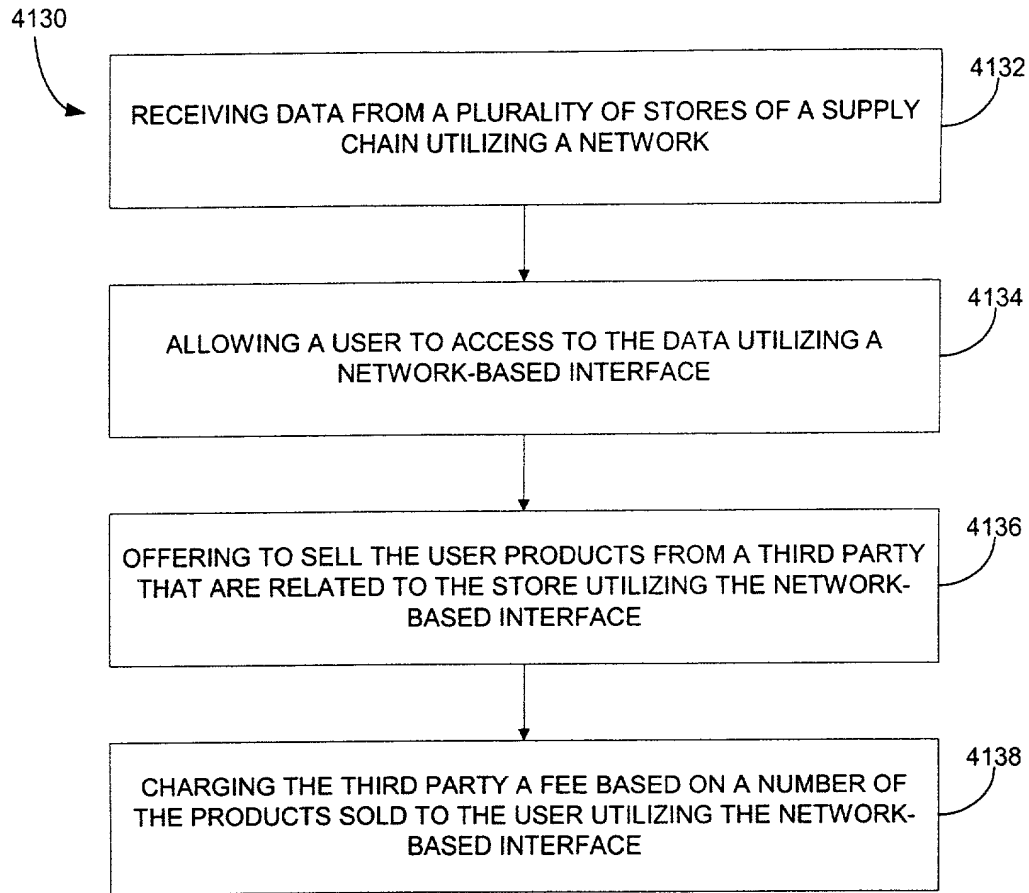 4130
4132
RECEIVING DATA FROM A PLURALITY OF STORES OF A SUPPLY
CHAIN UTILIZING A NETWORK
4134
ALLOWING A USER TO ACCESS TO THE DATA UTILIZING A
NETWORK-BASED INTERFACE
4136
OFFERING TO SELL THE USER PRODUCTS FROM A THIRD PARTY
THAT ARE RELATED TO THE STORE UTILIZING THE NETWORK-
BASED INTERFACE
4138
CHARGING THE THIRD PARTY A FEE BASED ON A NUMBER OF
THE PRODUCTS SOLD TO THE USER UTILIZING THE NETWORK-
BASED INTERFACE